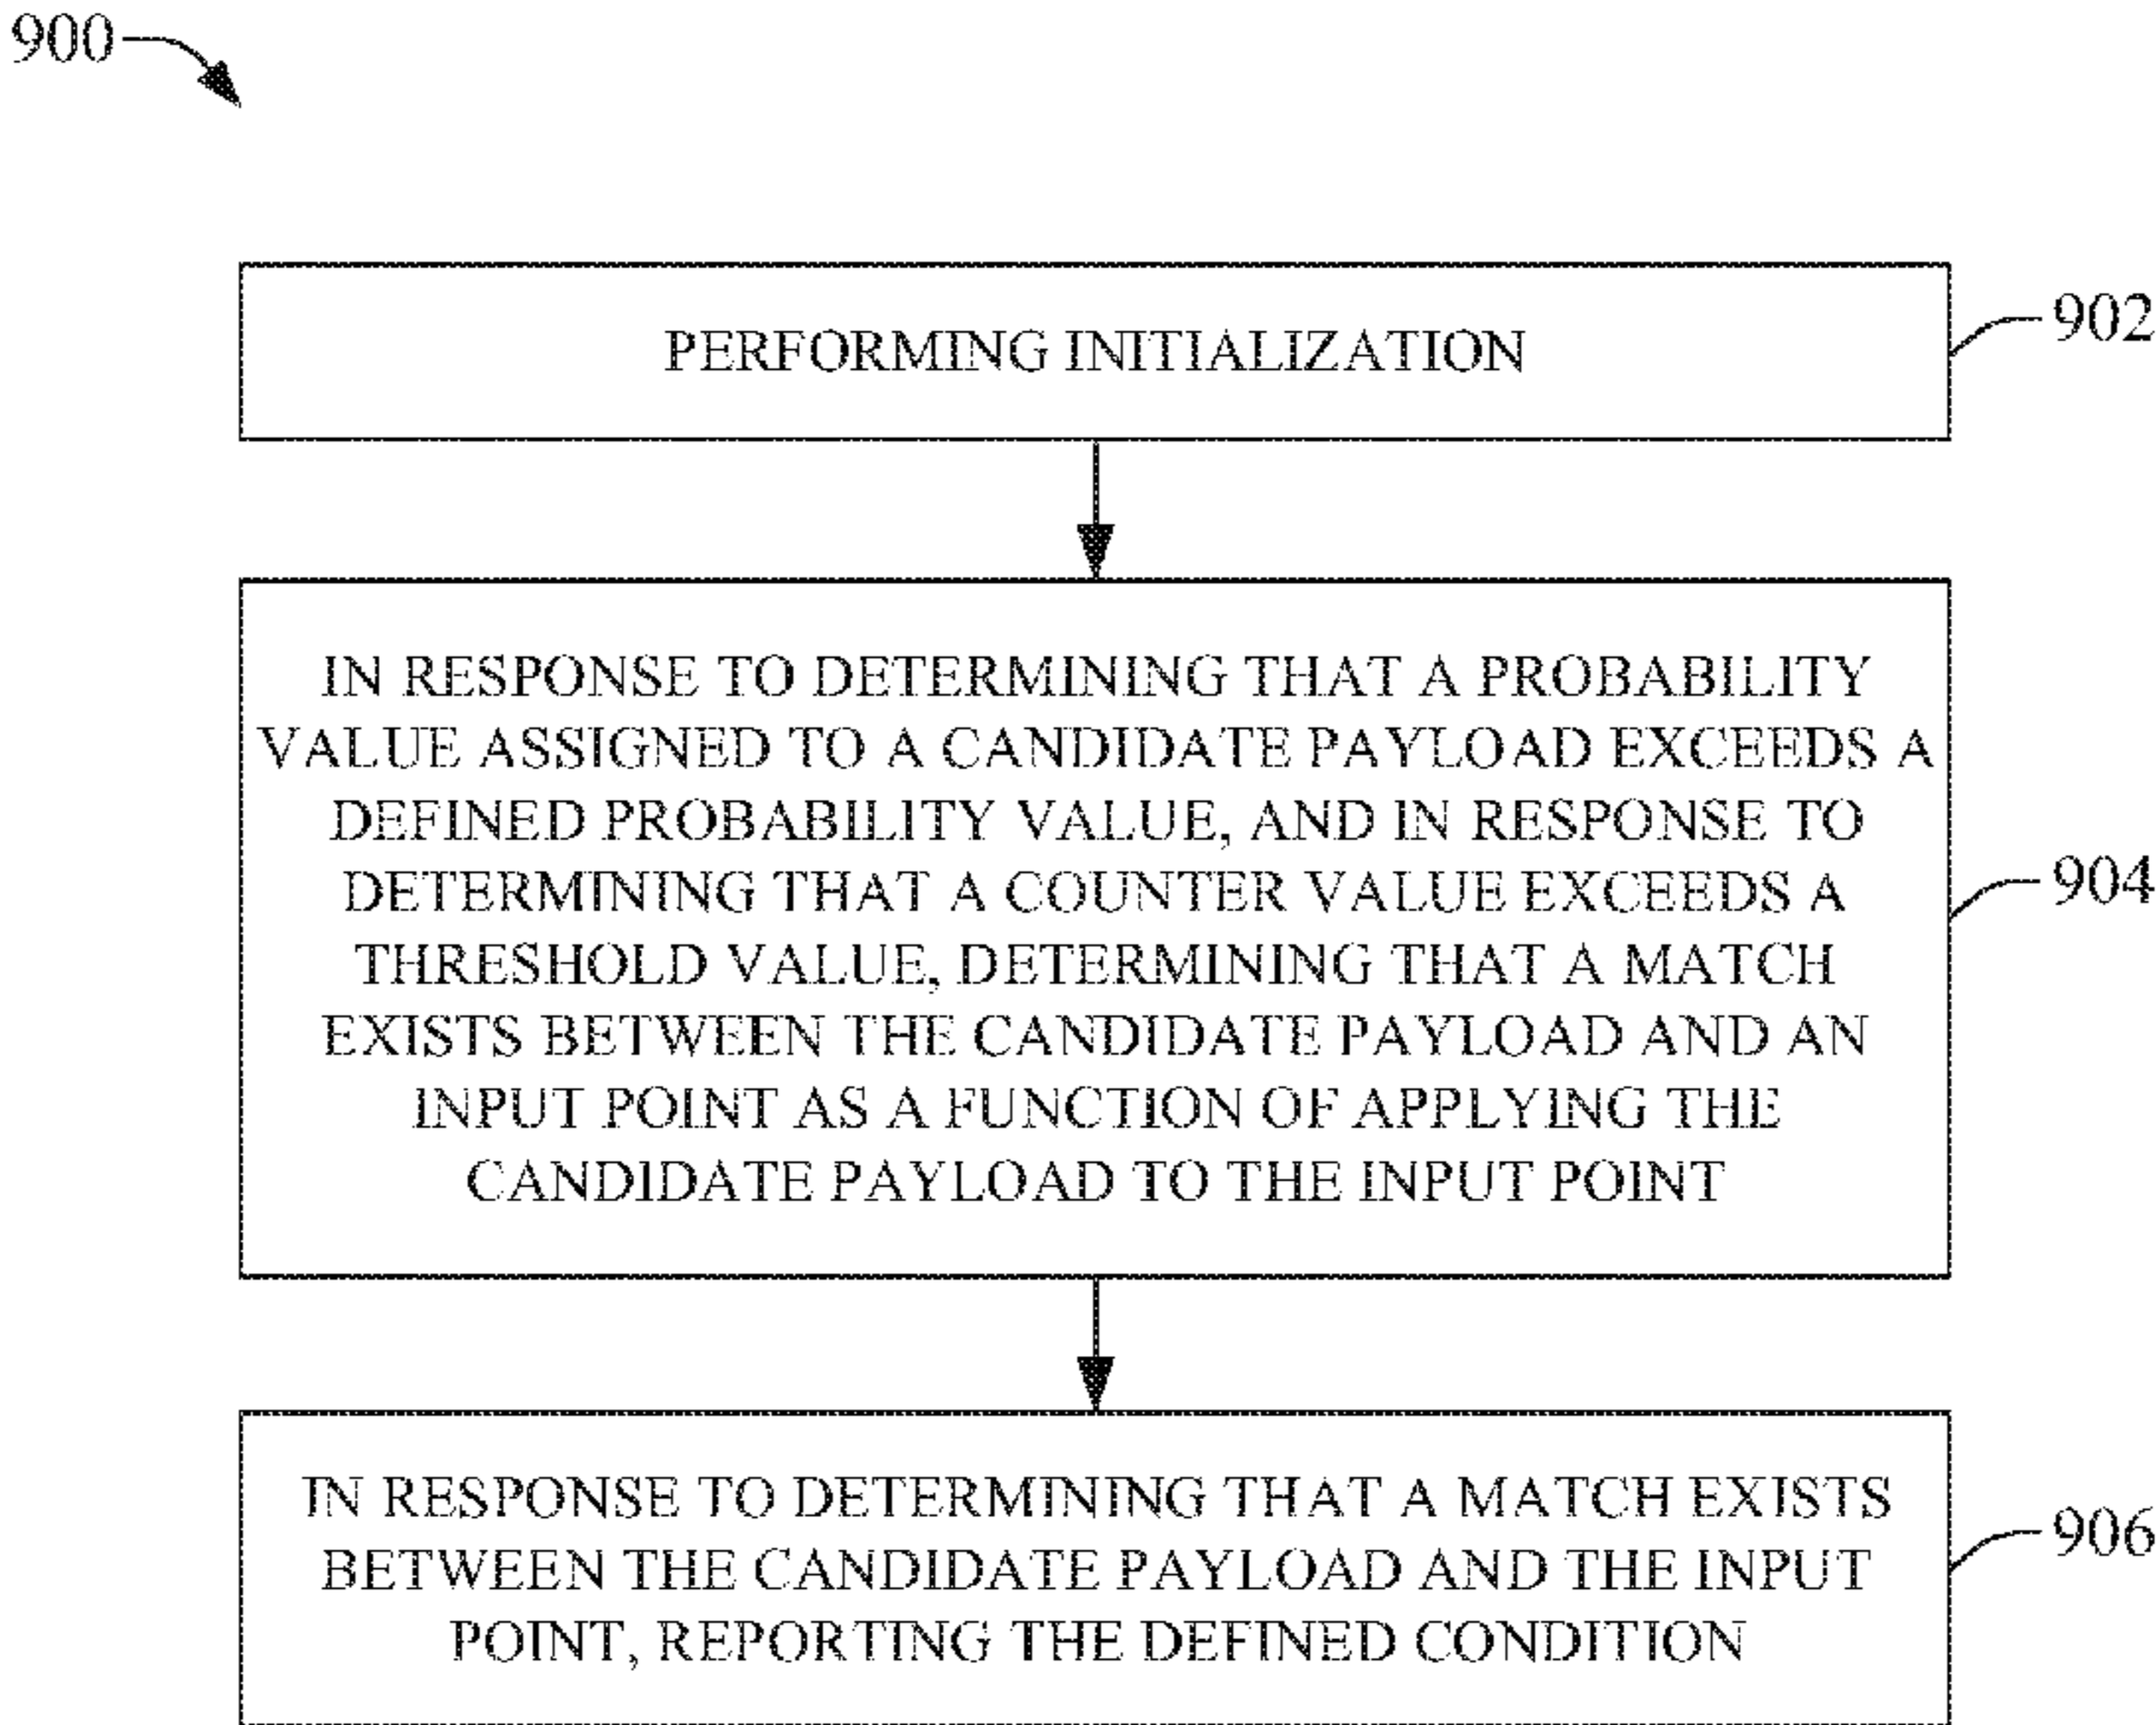 900
PERFORMING INITIALIZATION
902
IN RESPONSE TO DETERMINING THAT A PROBABILITY
VALUE ASSIGNED TO A CANDIDATE PAYLOAD EXCEEDS A
DEFINED PROBABILITY VALUE, AND IN RESPONSE TO
DETERMINING THAT A COUNTER VALUE EXCEEDS A
THRESHOLD VALUE, DETERMINING THAT A MATCH
EXISTS BETWEEN THE CANDIDATE PAYLOAD AND AN
INPUT POINT AS A FUNCTION OF APPLYING THE
CANDIDATE PAYLOAD TO THE INPUT POINT
904
IN RESPONSE TO DETERMINING THAT A MATCH EXISTS
BETWEEN THE CANDIDATE PAYLOAD AND THE INPUT
POINT, REPORTING THE DEFINED CONDITION
906